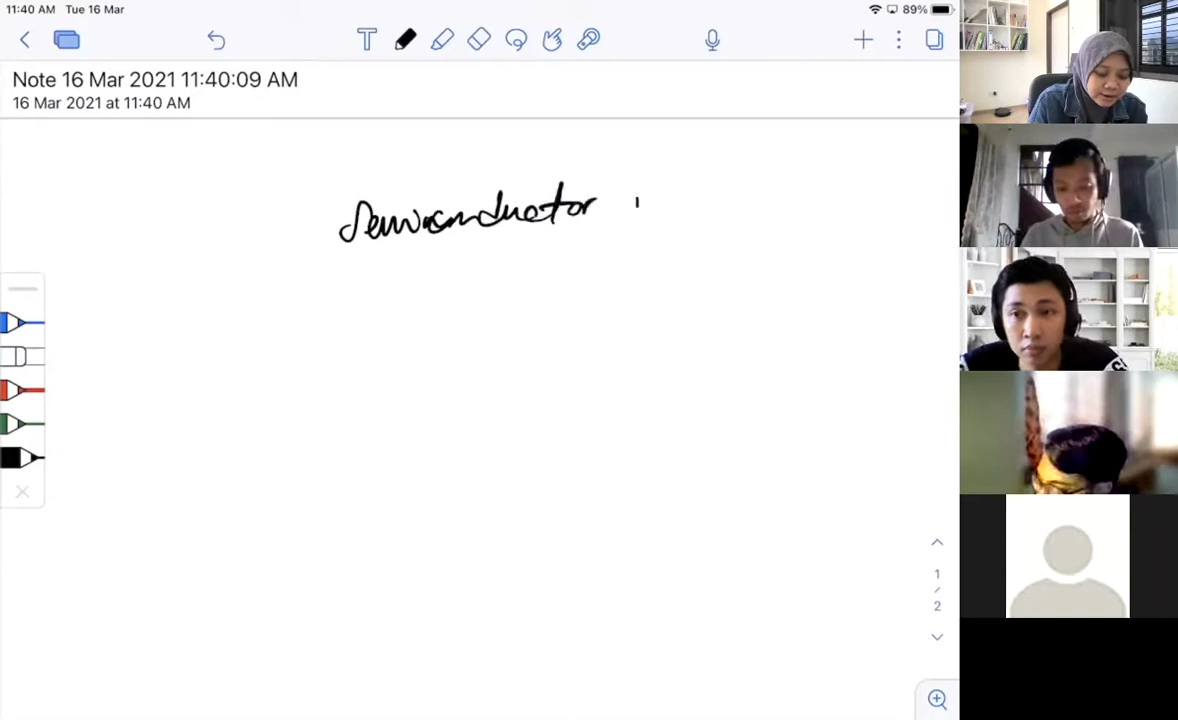 11:40 AM Tue 16 Mar
89%
Note 16 Mar 2021 11:40:09 AM
16 Mar 2021 at 11:40 AM
Semiconductor
1
/
2